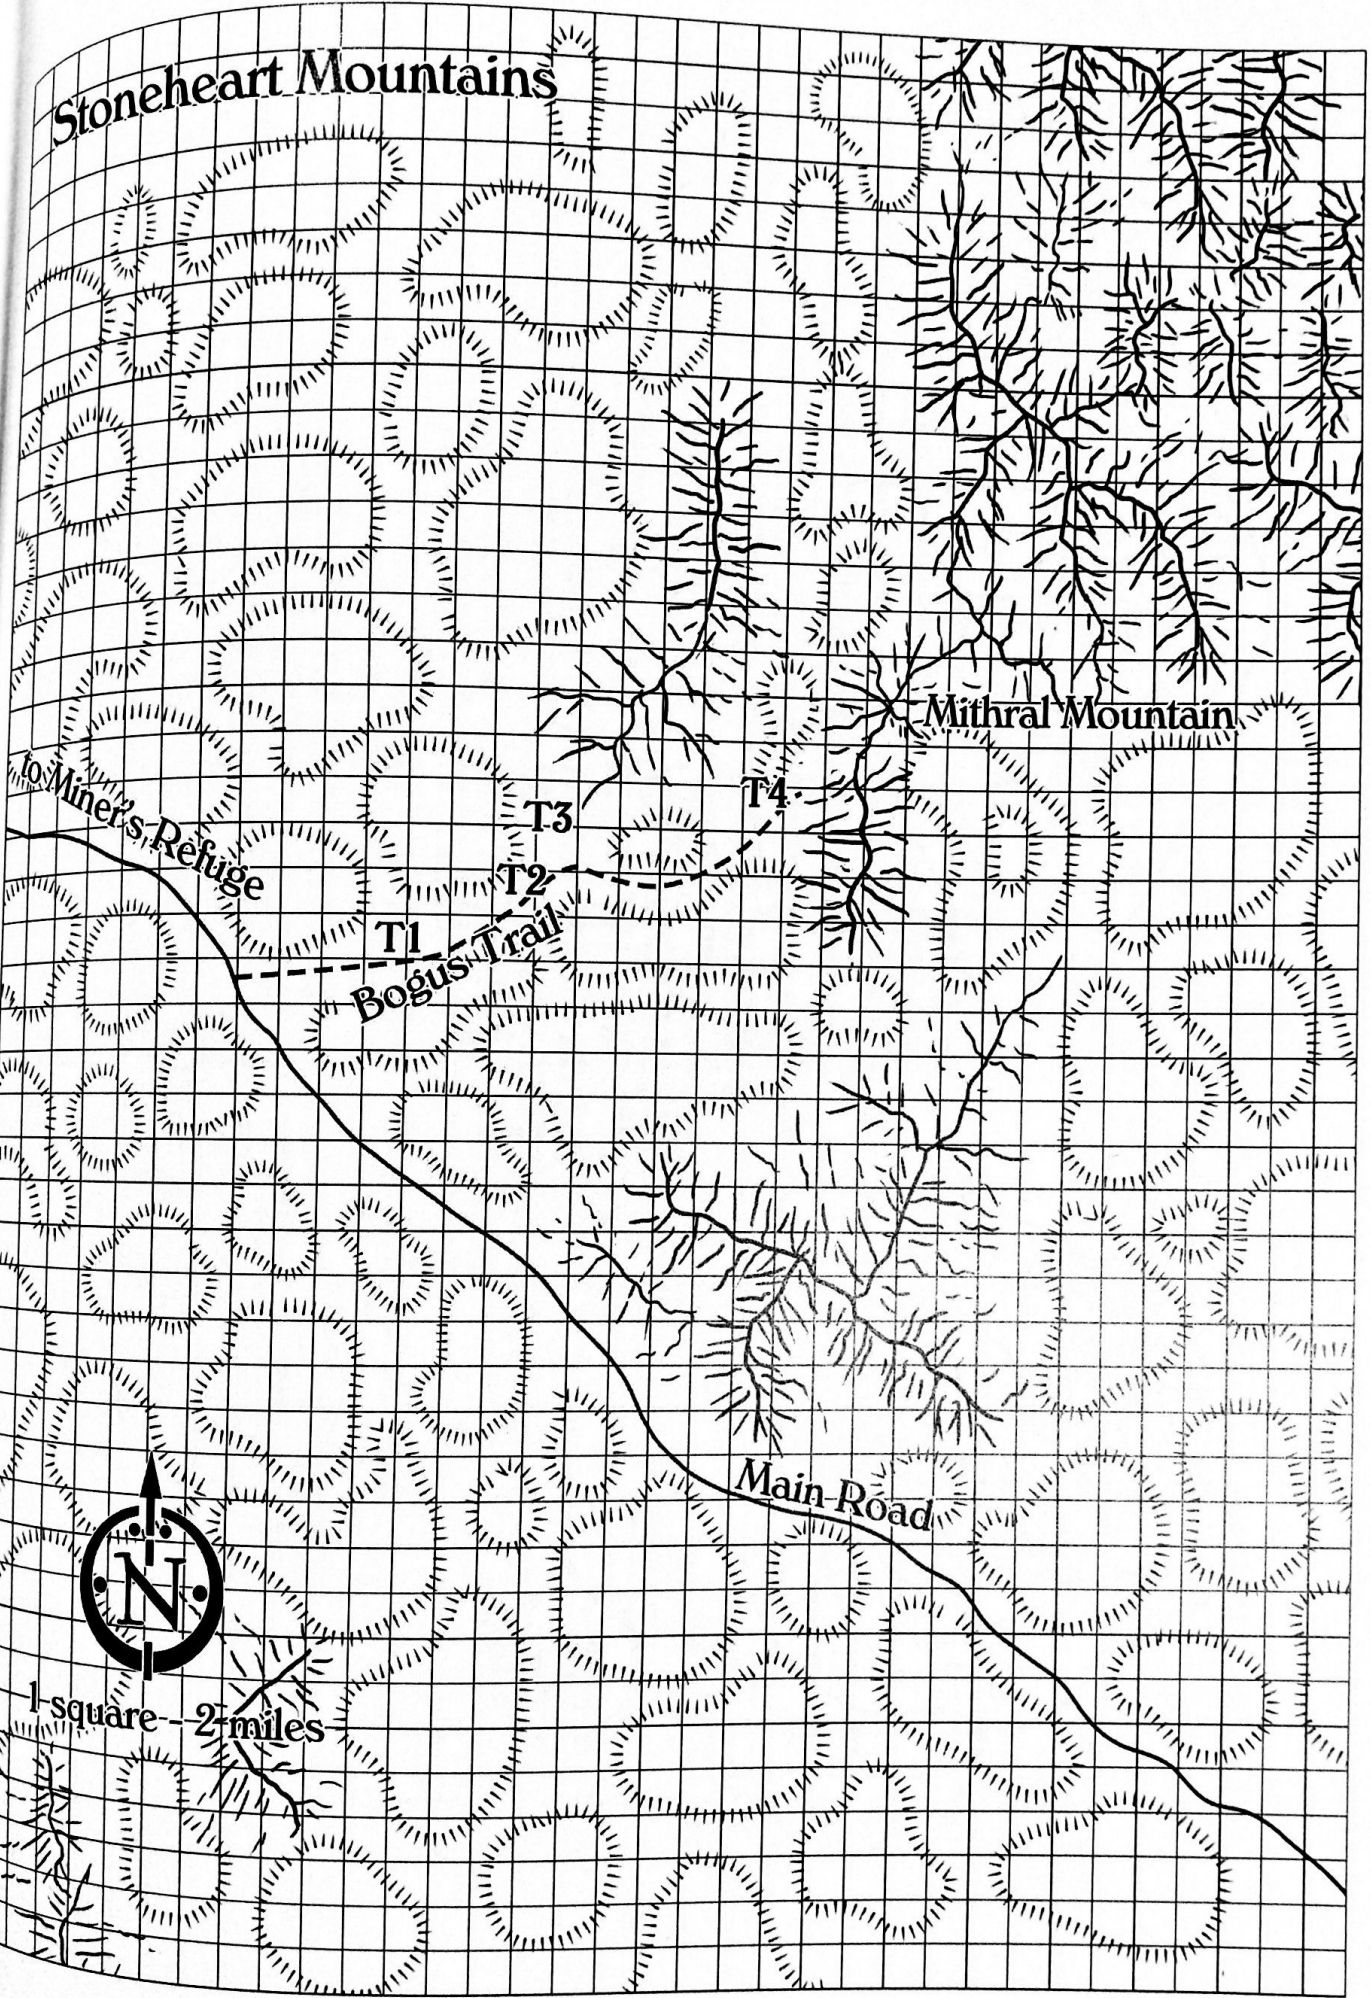 Stoneheart Mountains
Mithral Mountain
to Miner's Refuge
T4
T3
T2
T1
Bogus Trail
Main Road
N
1 square - 2 miles